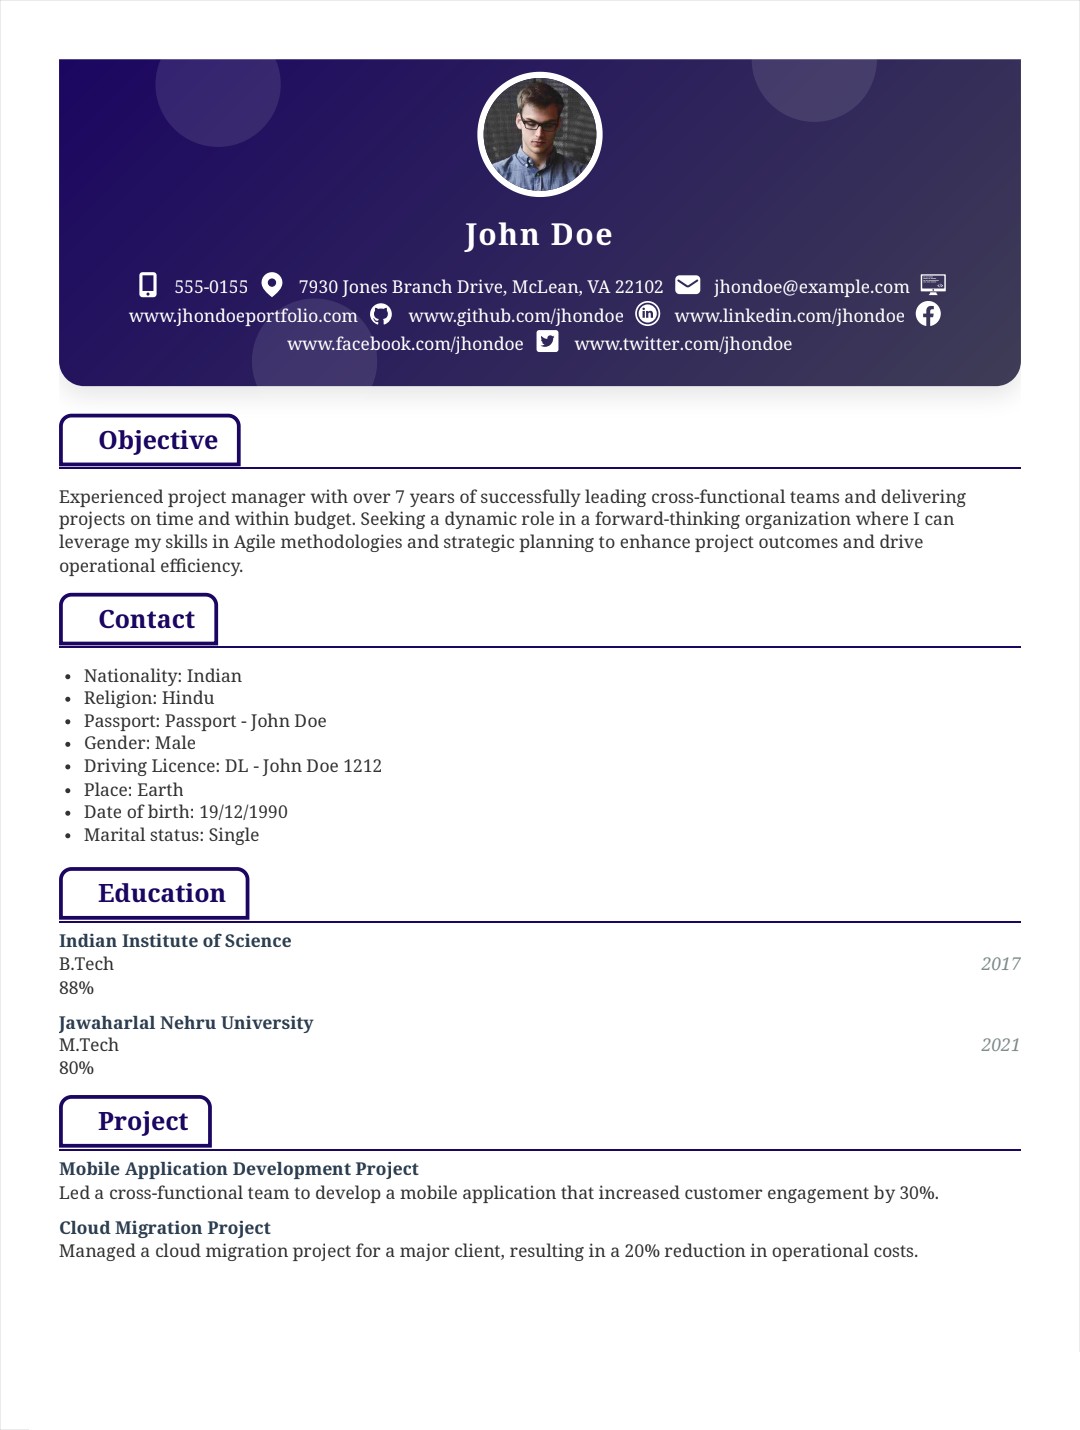 John Doe
555-0155 7930 Jones Branch Drive, McLean, VA 22102 jhondoe@example.com
www.jhondoeportfolio.com www.github.com/jhondoe www.linkedin.com/jhondoe
www.facebook.com/jhondoe www.twitter.com/jhondoe
Objective
Experienced project manager with over 7 years of successfully leading cross-functional teams and delivering
projects on time and within budget. Seeking a dynamic role in a forward-thinking organization where I can
leverage my skills in Agile methodologies and strategic planning to enhance project outcomes and drive
operational efficiency.
Contact
• Nationality: Indian
• Religion: Hindu
• Passport: Passport - John Doe
• Gender: Male
• Driving Licence: DL - John Doe 1212
• Place: Earth
• Date of birth: 19/12/1990
• Marital status: Single
Education
Indian Institute of Science
B.Tech 2017
88%
Jawaharlal Nehru University
M.Tech 2021
80%
Project
Mobile Application Development Project
Led a cross-functional team to develop a mobile application that increased customer engagement by 30%.
Cloud Migration Project
Managed a cloud migration project for a major client, resulting in a 20% reduction in operational costs.